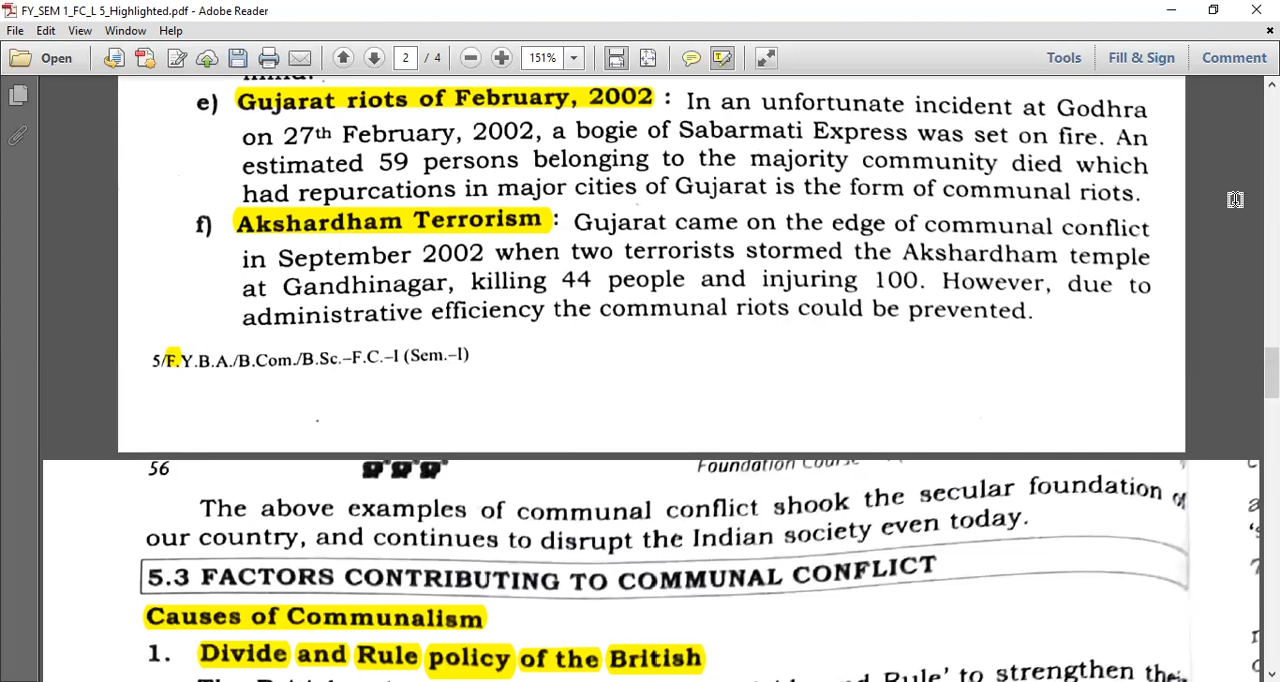 FY_SEM 1_FC_L 5_Highlighted.pdf - Adobe Reader
File Edit View Window Help
Open 2 / 4 151% Tools Fill & Sign Comment
e) Gujarat riots of February, 2002 : In an unfortunate incident at Godhra
on 27th February, 2002, a bogie of Sabarmati Express was set on fire. An
estimated 59 persons belonging to the majority community died which
had repurcations in major cities of Gujarat is the form of communal riots.
f) Akshardham Terrorism : Gujarat came on the edge of communal conflict
in September 2002 when two terrorists stormed the Akshardham temple
at Gandhinagar, killing 44 people and injuring 100. However, due to
administrative efficiency the communal riots could be prevented.
5/F.Y.B.A./B.Com./B.Sc.–F.C.–I (Sem.–I)
56 Foundation Course
The above examples of communal conflict shook the secular foundation of
our country, and continues to disrupt the Indian society even today.
5.3 FACTORS CONTRIBUTING TO COMMUNAL CONFLICT
Causes of Communalism
1. Divide and Rule policy of the British
Rule' to strengthen